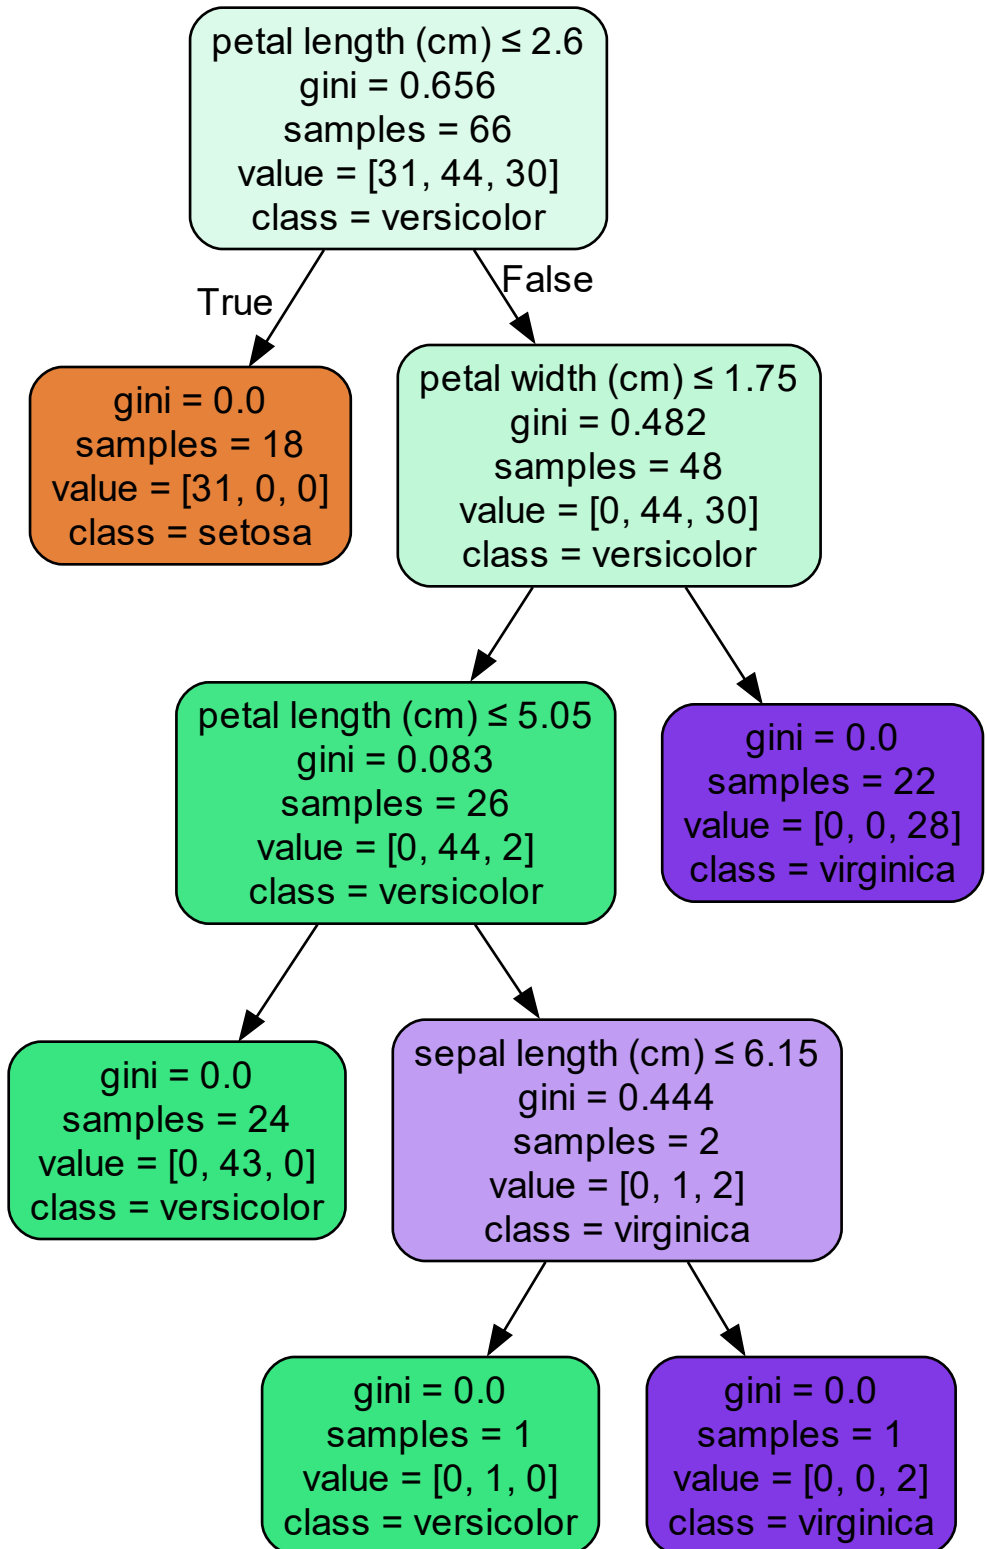 petal length (cm) ≤ 2.6
gini = 0.656
samples = 66
value = [31, 44, 30]
class = versicolor
True
False
gini = 0.0
samples = 18
value = [31, 0, 0]
class = setosa
petal width (cm) ≤ 1.75
gini = 0.482
samples = 48
value = [0, 44, 30]
class = versicolor
petal length (cm) ≤ 5.05
gini = 0.083
samples = 26
value = [0, 44, 2]
class = versicolor
gini = 0.0
samples = 22
value = [0, 0, 28]
class = virginica
gini = 0.0
samples = 24
value = [0, 43, 0]
class = versicolor
sepal length (cm) ≤ 6.15
gini = 0.444
samples = 2
value = [0, 1, 2]
class = virginica
gini = 0.0
samples = 1
value = [0, 1, 0]
class = versicolor
gini = 0.0
samples = 1
value = [0, 0, 2]
class = virginica